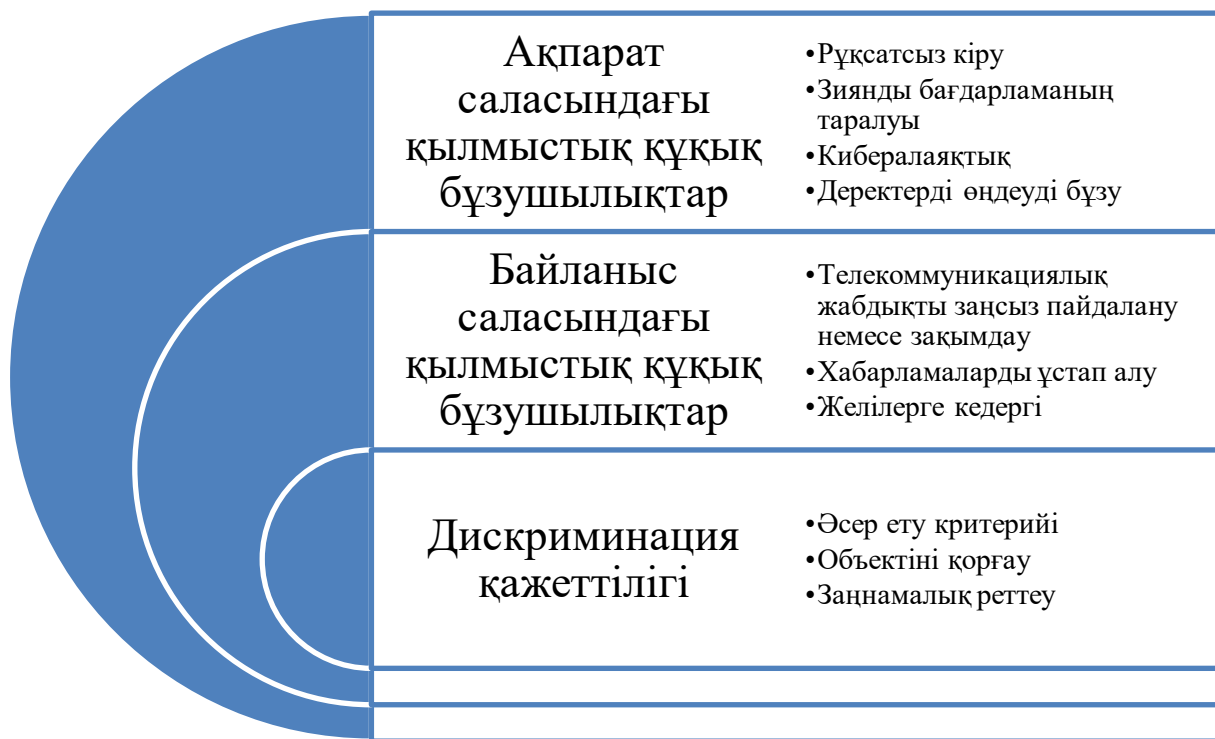 Ақпарат
саласындағы
қылмыстық құқық
бұзушылықтар
•Рұқсатсыз кіру
•Зиянды бағдарламаның
таралуы
•Кибералаяқтық
•Деректерді өңдеуді бұзу
Байланыс
саласындағы
қылмыстық құқық
бұзушылықтар
•Телекоммуникациялық
жабдықты заңсыз пайдалану
немесе зақымдау
•Хабарламаларды ұстап алу
•Желілерге кедергі
Дискриминация
қажеттілігі
•Әсер ету критерийі
•Объектіні қорғау
•Заңнамалық реттеу